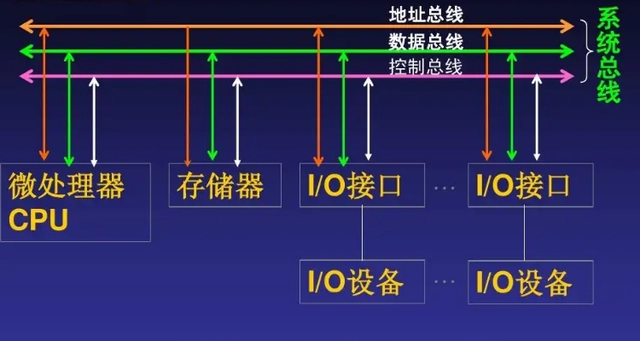 地址总线
数据总线
控制总线
系统总线
微处理器
CPU
存储器
I/O接口
···
I/O接口
I/O设备
···
I/O设备